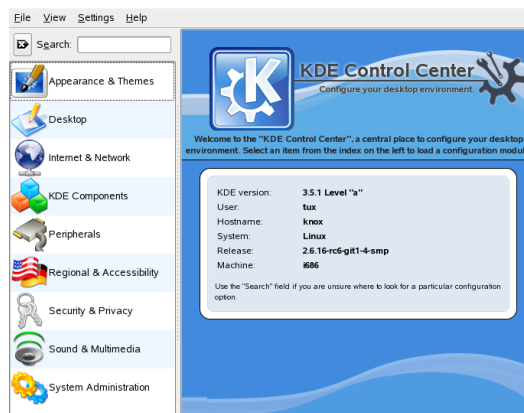 File View Settings Help
Search:
Appearance & Themes
Desktop
Internet & Network
KDE Components
Peripherals
Regional & Accessibility
Security & Privacy
Sound & Multimedia
System Administration
KDE Control Center
Configure your desktop environment.
Welcome to the "KDE Control Center", a central place to configure your desktop
environment. Select an item from the index on the left to load a configuration modul
KDE version: 3.5.1 Level "a"
User: tux
Hostname: knox
System: Linux
Release: 2.6.16-rc6-git1-4-smp
Machine: i686
Use the "Search" field if you are unsure where to look for a particular configuration
option.